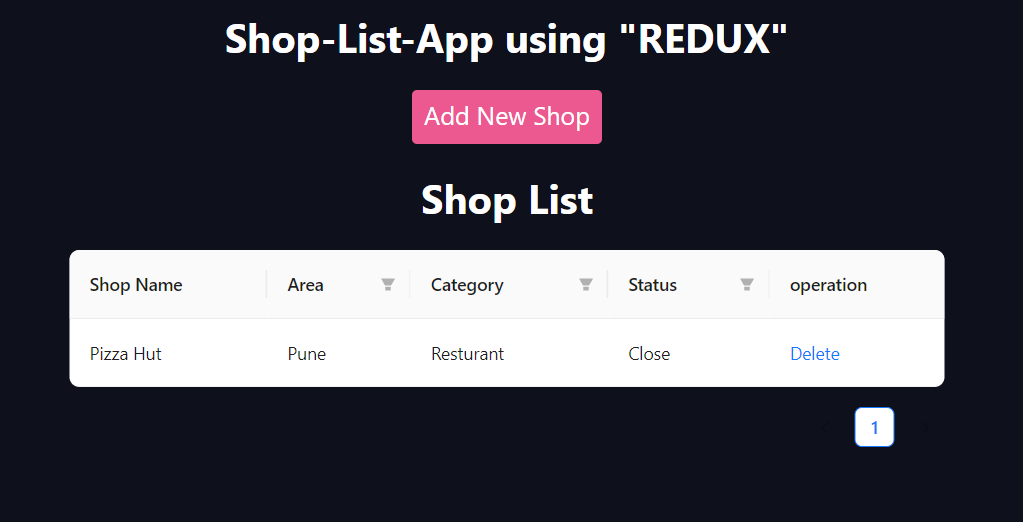 Shop-List-App using "REDUX"
Add New Shop
Shop List
Shop Name Area Category Status operation
Pizza Hut Pune Resturant Close Delete
1